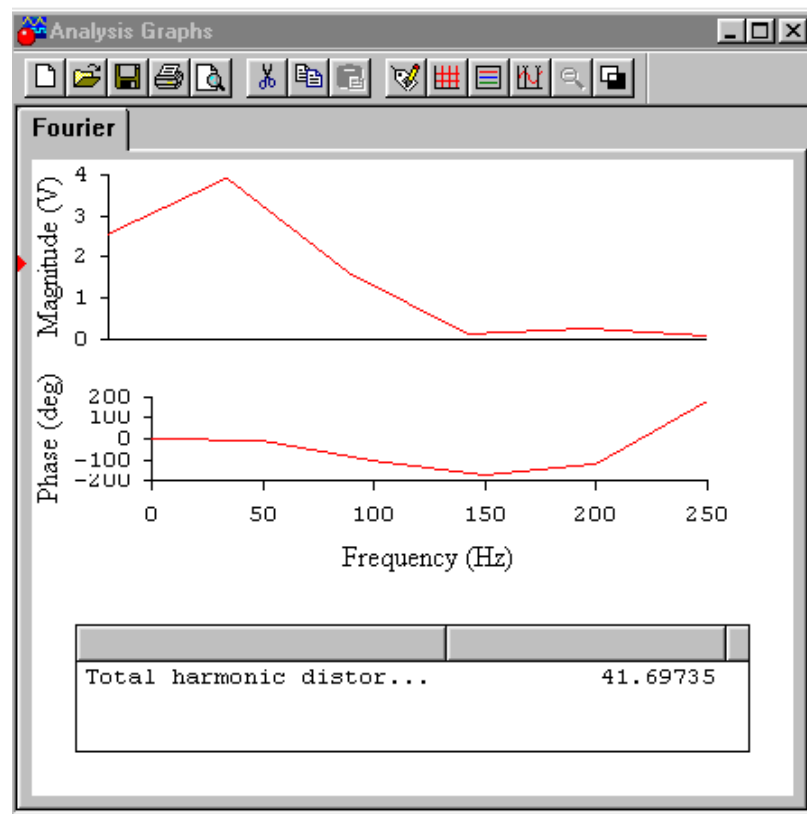 Analysis Graphs
Fourier
Magnitude (V)
4
3
2
1
0
Phase (deg)
200
100
0
-100
-200
0 50 100 150 200 250
Frequency (Hz)
Total harmonic distor... 41.69735